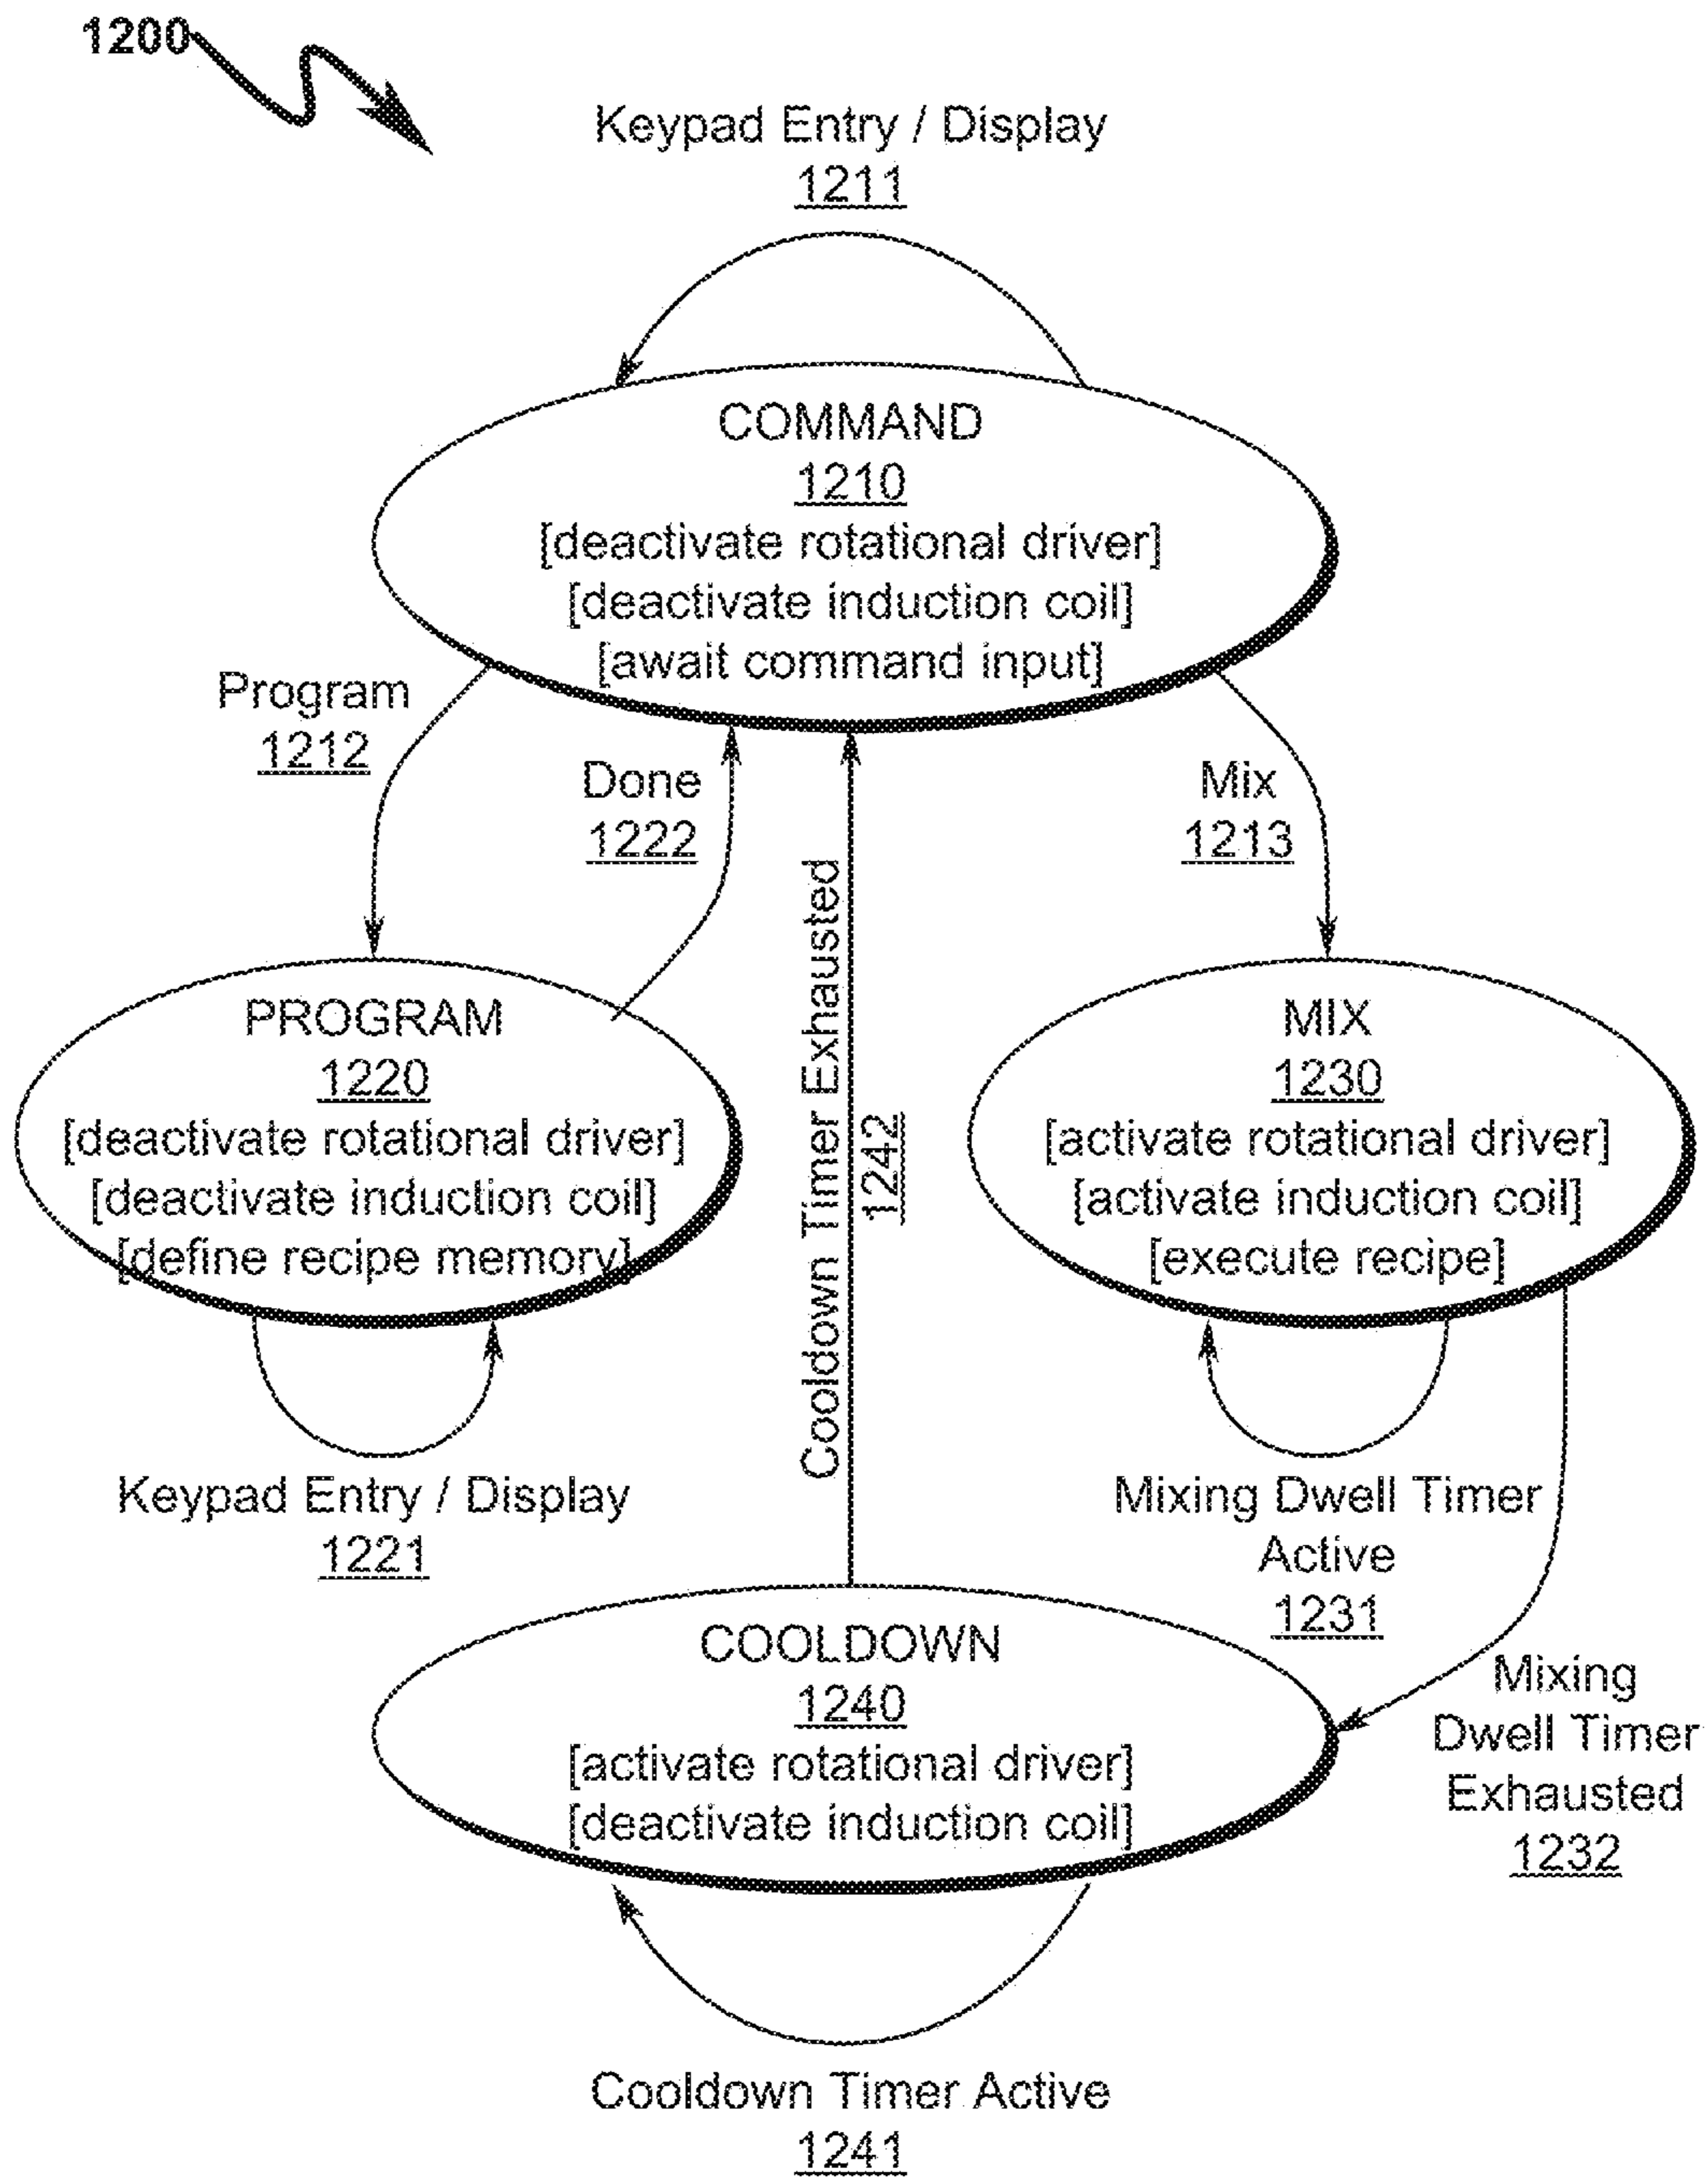 1200
Keypad Entry / Display
1211
COMMAND
1210
[deactivate rotational driver]
[deactivate induction coil]
[await command input]
Program
1212
Done
1222
Mix
1213
Cooldown Timer Exhausted
1242
PROGRAM
1220
[deactivate rotational driver]
[deactivate induction coil]
[define recipe memory]
MIX
1230
[activate rotational driver]
[activate induction coil]
[execute recipe]
Keypad Entry / Display
1221
Mixing Dwell Timer
Active
1231
Mixing
Dwell Timer
Exhausted
1232
COOLDOWN
1240
[activate rotational driver]
[deactivate induction coil]
Cooldown Timer Active
1241